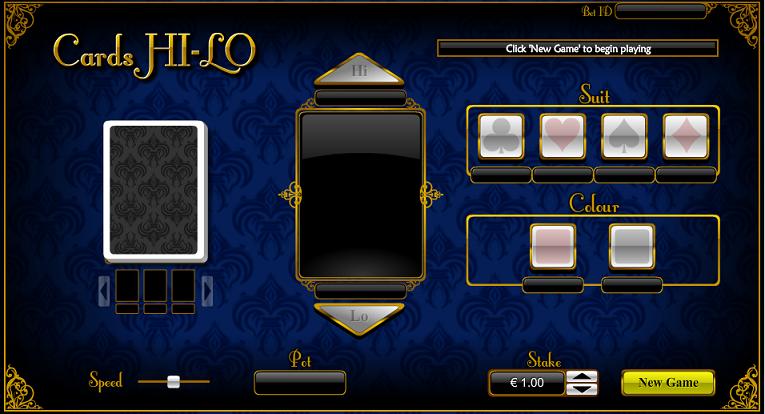 Bet ID
Cards HI-LO
Click 'New Game' to begin playing
Hi
Suit
Colour
Lo
Speed
Pot
Stake
€ 1.00
New Game